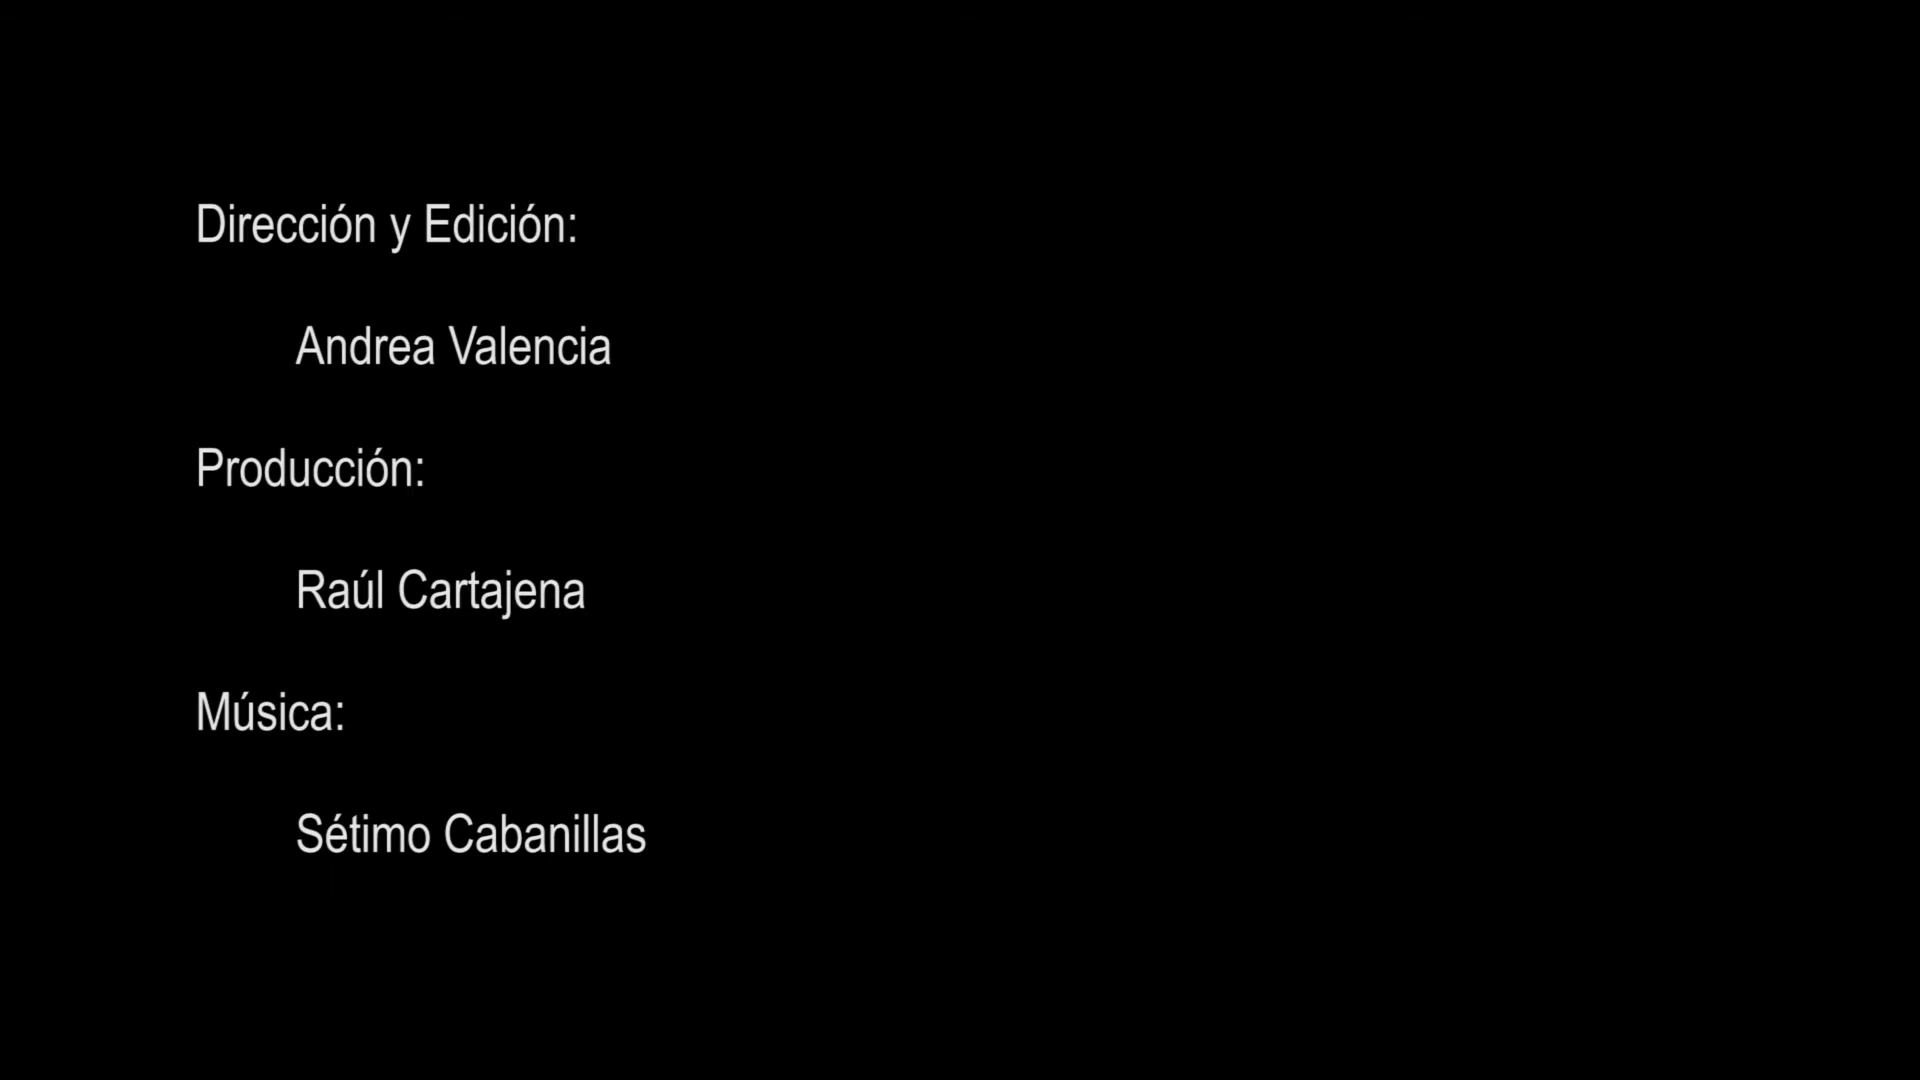 Dirección y Edición:
Andrea Valencia
Producción:
Raúl Cartajena
Música:
Sétimo Cabanillas